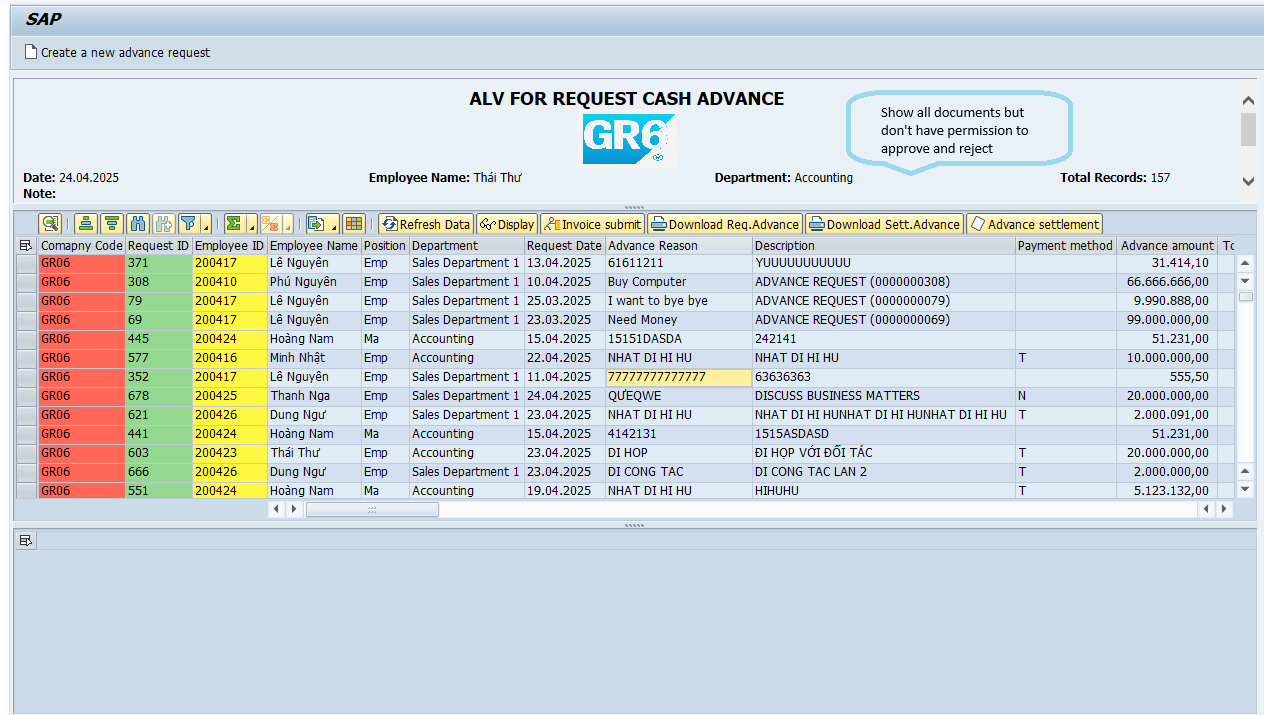 SAP
Create a new advance request
ALV FOR REQUEST CASH ADVANCE
GR6
Show all documents but
don't have permission to
approve and reject
Date: 24.04.2025 Employee Name: Thái Thư Department: Accounting Total Records: 157
Note:
Refresh Data Display Invoice submit Download Req.Advance Download Sett.Advance Advance settlement
Comapny Code Request ID Employee ID Employee Name Position Department Request Date Advance Reason Description Payment method Advance amount To
GR06 371 200417 Lê Nguyên Emp Sales Department 1 13.04.2025 61611211 YUUUUUUUUUUU 31.414,10
GR06 308 200410 Phú Nguyên Emp Sales Department 1 10.04.2025 Buy Computer ADVANCE REQUEST (0000000308) 66.666.666,00
GR06 79 200417 Lê Nguyên Emp Sales Department 1 25.03.2025 I want to bye bye ADVANCE REQUEST (0000000079) 9.990.888,00
GR06 69 200417 Lê Nguyên Emp Sales Department 1 23.03.2025 Need Money ADVANCE REQUEST (0000000069) 99.000.000,00
GR06 445 200424 Hoàng Nam Ma Accounting 15.04.2025 15151DASDA 242141 51.231,00
GR06 577 200416 Minh Nhật Emp Accounting 22.04.2025 NHAT DI HI HU NHAT DI HI HU T 10.000.000,00
GR06 352 200417 Lê Nguyên Emp Sales Department 1 11.04.2025 77777777777777 63636363 555,50
GR06 678 200425 Thanh Nga Emp Sales Department 1 24.04.2025 QƯEQWE DISCUSS BUSINESS MATTERS N 20.000.000,00
GR06 621 200426 Dung Ngư Emp Sales Department 1 23.04.2025 NHAT DI HI HU NHAT DI HI HUNHAT DI HI HUNHAT DI HI HU T 2.000.091,00
GR06 441 200424 Hoàng Nam Ma Accounting 15.04.2025 4142131 1515ASDASD 51.231,00
GR06 603 200423 Thái Thư Emp Accounting 23.04.2025 DI HOP ĐI HỌP VỚI ĐỐI TÁC T 20.000.000,00
GR06 666 200426 Dung Ngư Emp Sales Department 1 23.04.2025 DI CONG TAC DI CONG TAC LAN 2 T 2.000.000,00
GR06 551 200424 Hoàng Nam Ma Accounting 19.04.2025 NHAT DI HI HU HIHUHU T 5.123.132,00